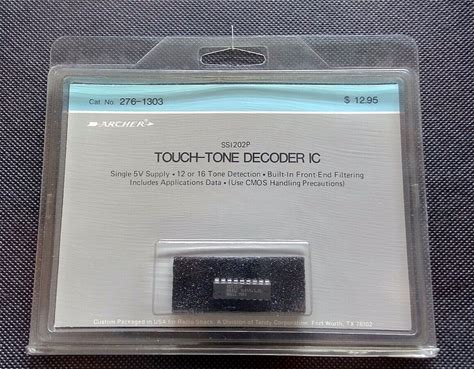 Cat. No. 276-1303
$ 12.95
ARCHER
SSI202P
TOUCH-TONE DECODER IC
Single 5V Supply • 12 or 16 Tone Detection • Built-In Front-End Filtering
Includes Applications Data • (Use CMOS Handling Precautions)
Custom Packaged in USA for Radio Shack, A Division of Tandy Corporation. Fort Worth, TX 76102